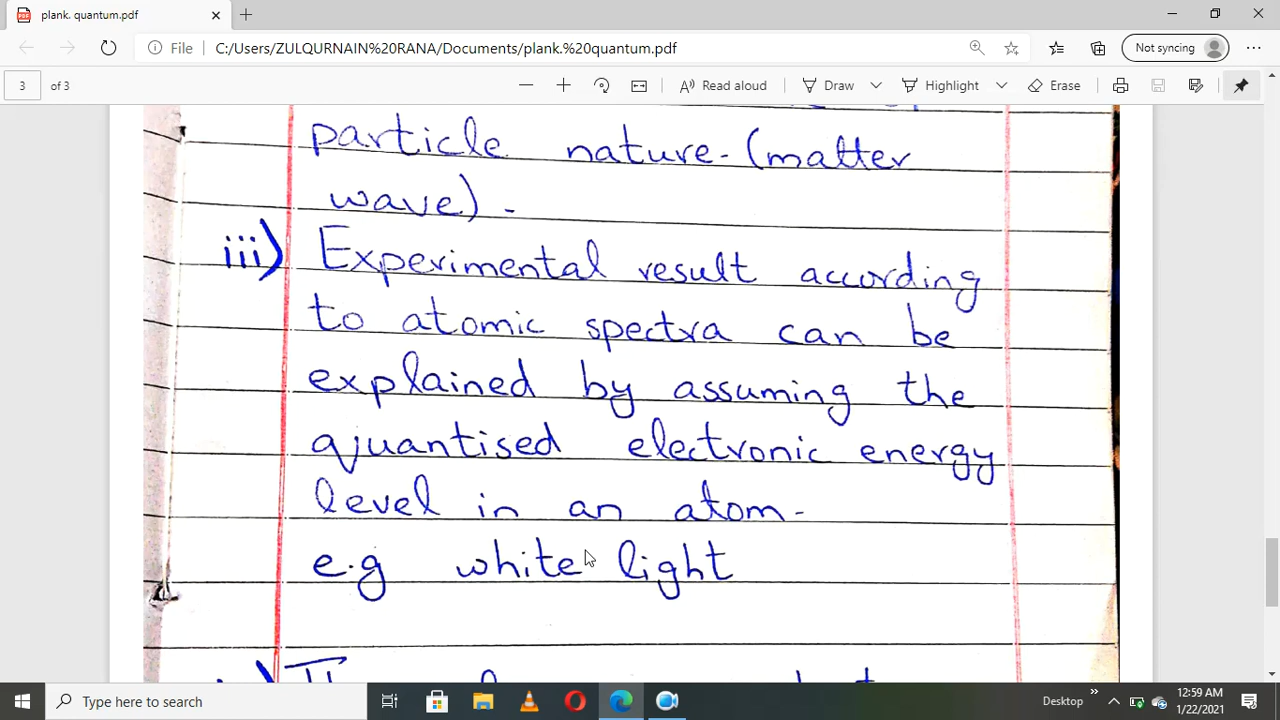 plank. quantum.pdf
File C:/Users/ZULQURNAIN%20RANA/Documents/plank.%20quantum.pdf Not syncing
3 of 3 Read aloud Draw Highlight Erase
particle nature-(matter
wave)-
iii) Experimental result according
to atomic spectra can be
explained by assuming the
quantised electronic energy
level in an atom-
e.g white light
Type here to search
Desktop
12:59 AM
1/22/2021